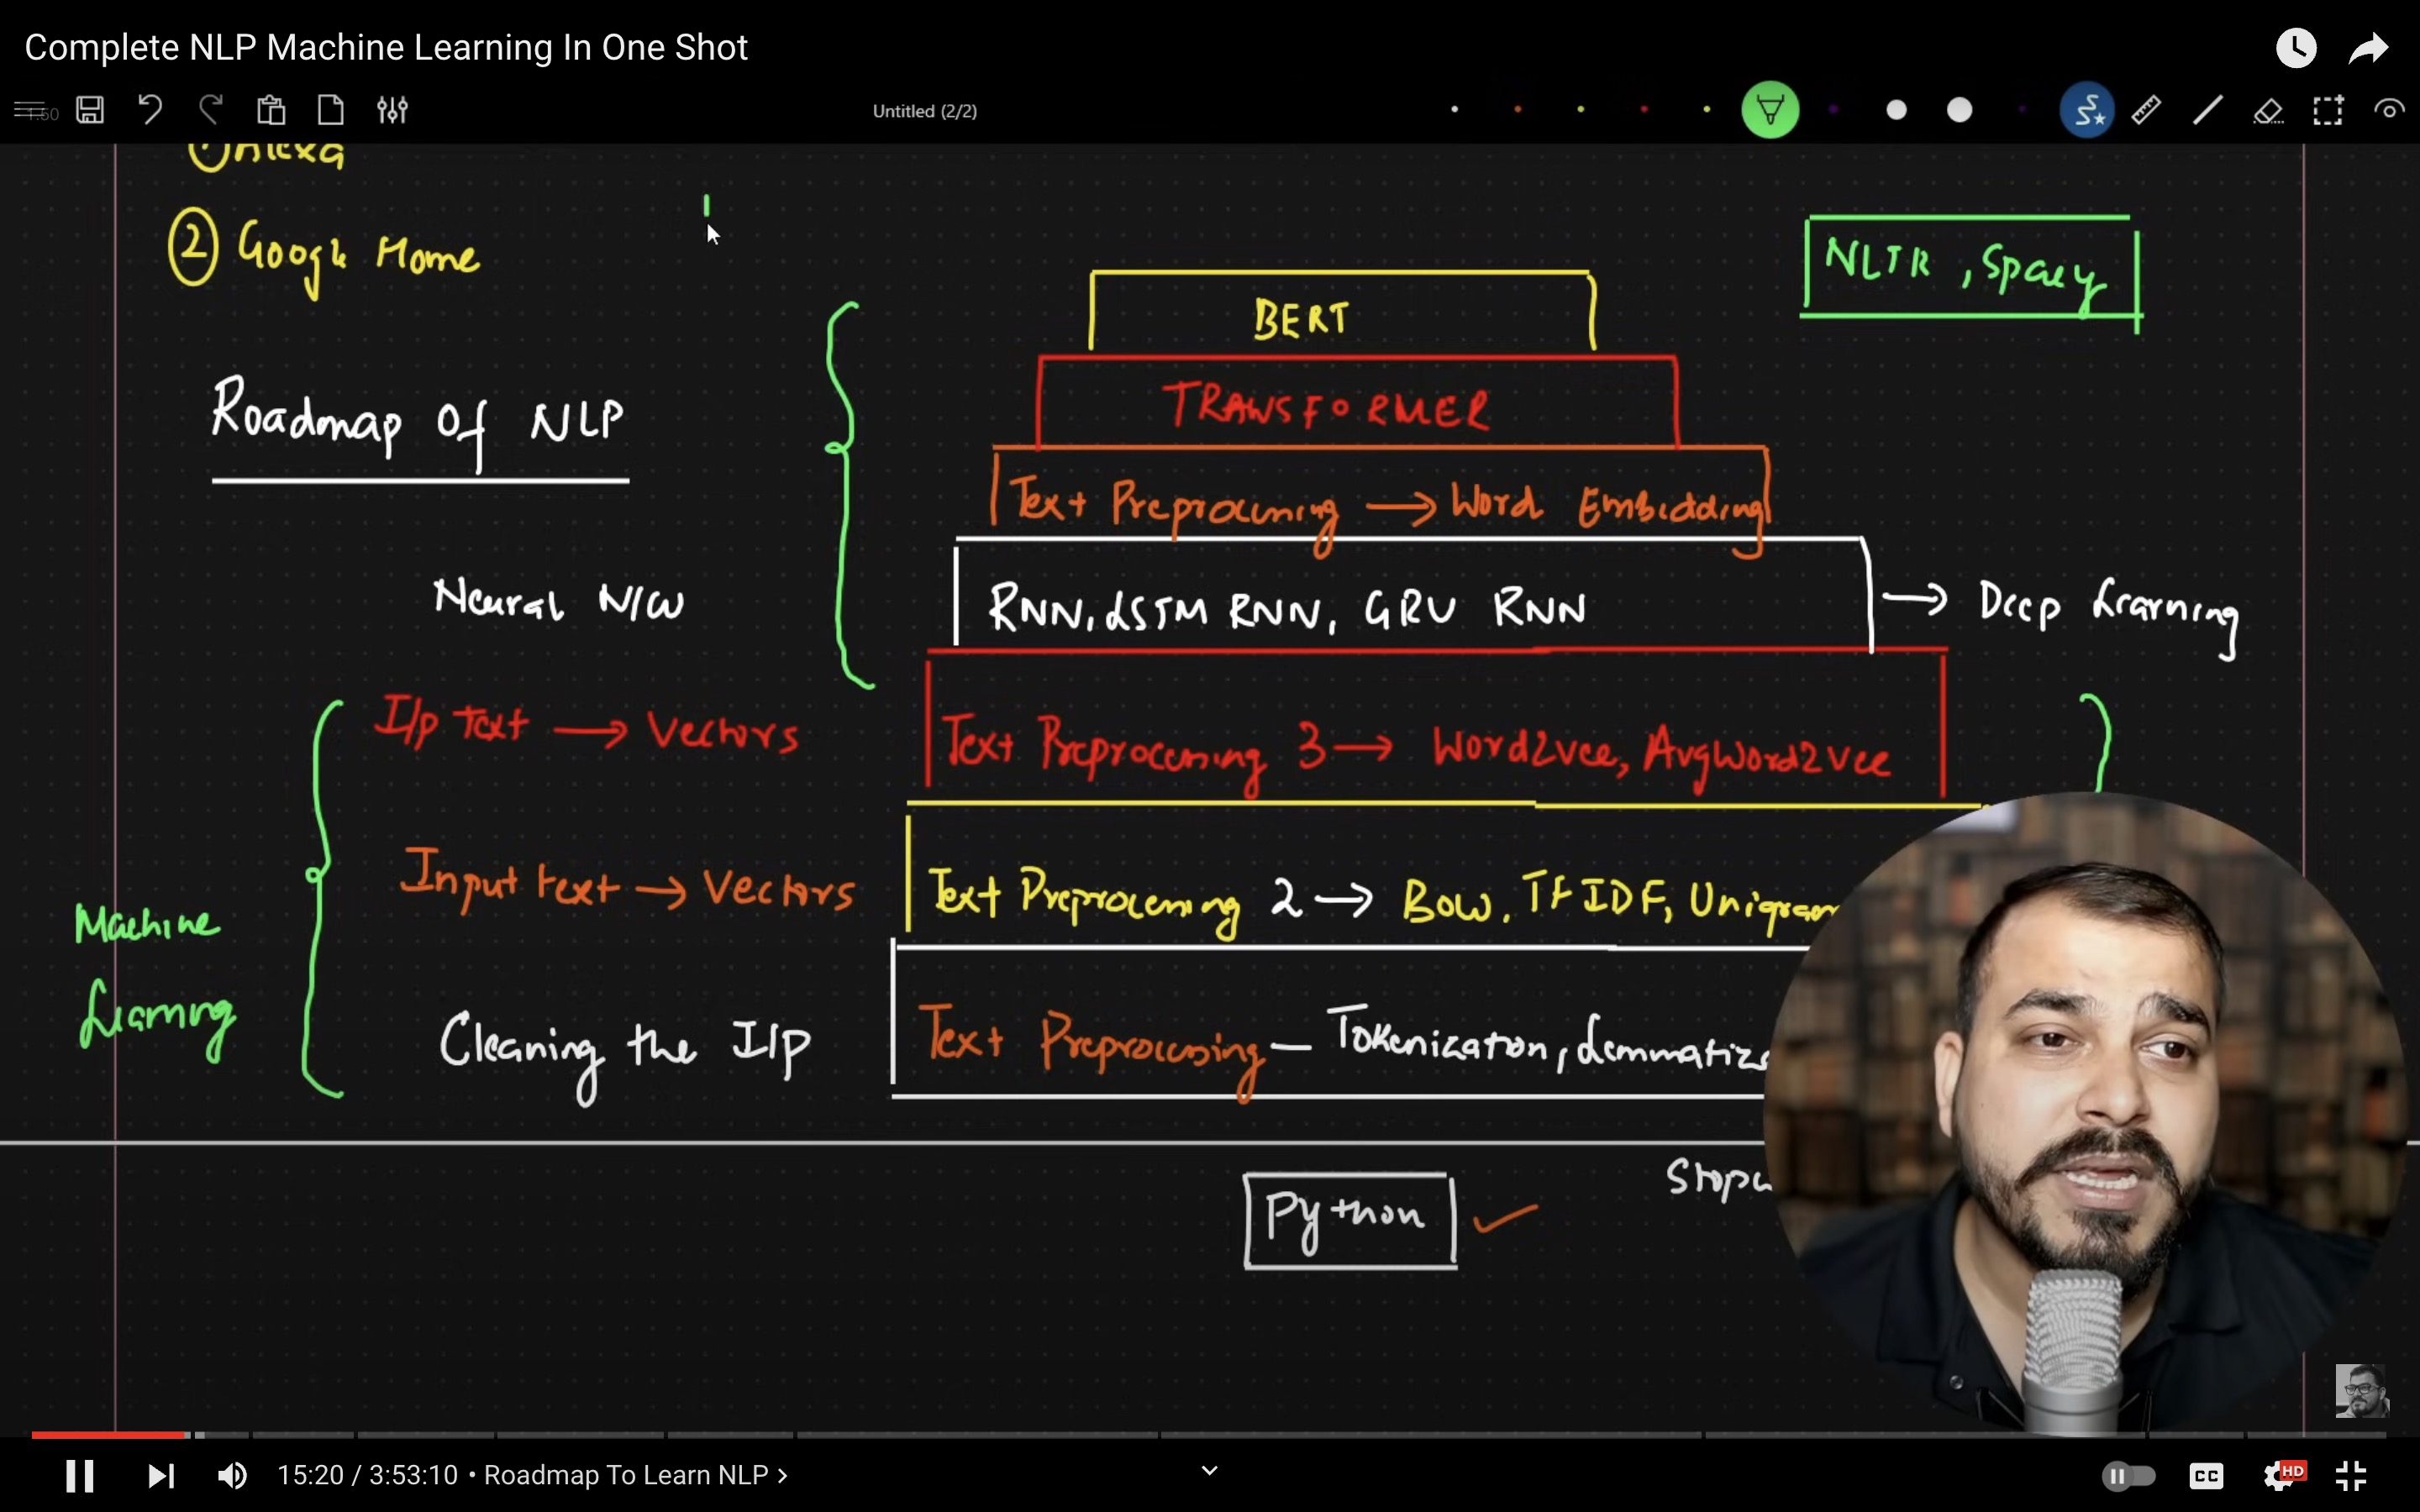 Complete NLP Machine Learning In One Shot
Untitled (2/2)
① Alexa
② Google Home
NLTK, Spacy
BERT
Roadmap Of NLP
TRANSFORMER
Text Preprocessing → Word Embedding
Neural N/W
RNN, LSTM RNN, GRU RNN → Deep Learning
I/p Text → Vectors
Text Preprocessing 3 → Word2vec, AvgWord2vec
Input text → Vectors
Text Preprocessing 2 → BOW, TFIDF, Unigram
Machine Learning
Cleaning the I/p
Text Preprocessing — Tokenization,
Python ✓
15:20 / 3:53:10 • Roadmap To Learn NLP >
CC
HD